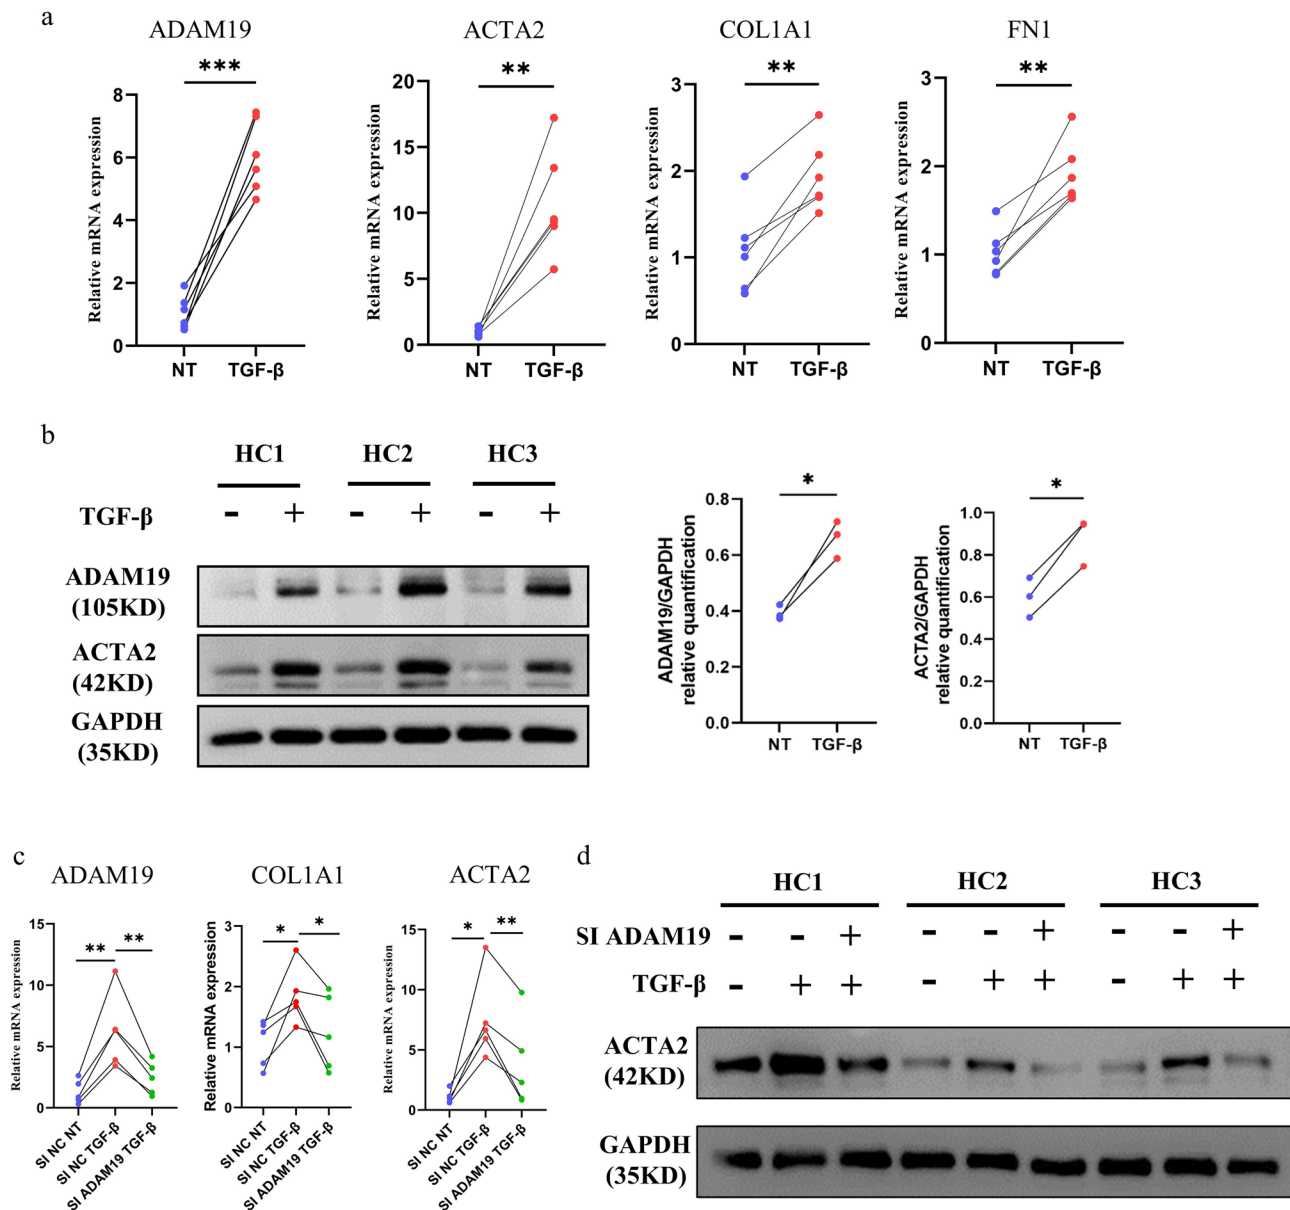 a
ADAM19 ACTA2 COL1A1 FN1
*** ** ** **
Relative mRNA expression
8
6
4
2
0
NT TGF-β
Relative mRNA expression
20
15
10
5
0
NT TGF-β
Relative mRNA expression
3
2
1
0
NT TGF-β
Relative mRNA expression
3
2
1
0
NT TGF-β
b
HC1 HC2 HC3
TGF-β - + - + - +
ADAM19
(105KD)
ACTA2
(42KD)
GAPDH
(35KD)
*
ADAM19/GAPDH
relative quantification
0.8
0.6
0.4
0.2
0.0
NT TGF-β
*
ACTA2/GAPDH
relative quantification
1.0
0.8
0.6
0.4
0.2
0.0
NT TGF-β
c
ADAM19 COL1A1 ACTA2
** **
Relative mRNA expression
15
10
5
0
SI NC NT
SI NC TGF-β
SI ADAM19 TGF-β
* *
Relative mRNA expression
3
2
1
0
SI NC NT
SI NC TGF-β
SI ADAM19 TGF-β
* **
Relative mRNA expression
15
10
5
0
SI NC NT
SI NC TGF-β
SI ADAM19 TGF-β
d
HC1 HC2 HC3
SI ADAM19 - - + - - + - - +
TGF-β - + + - + + - + +
ACTA2
(42KD)
GAPDH
(35KD)